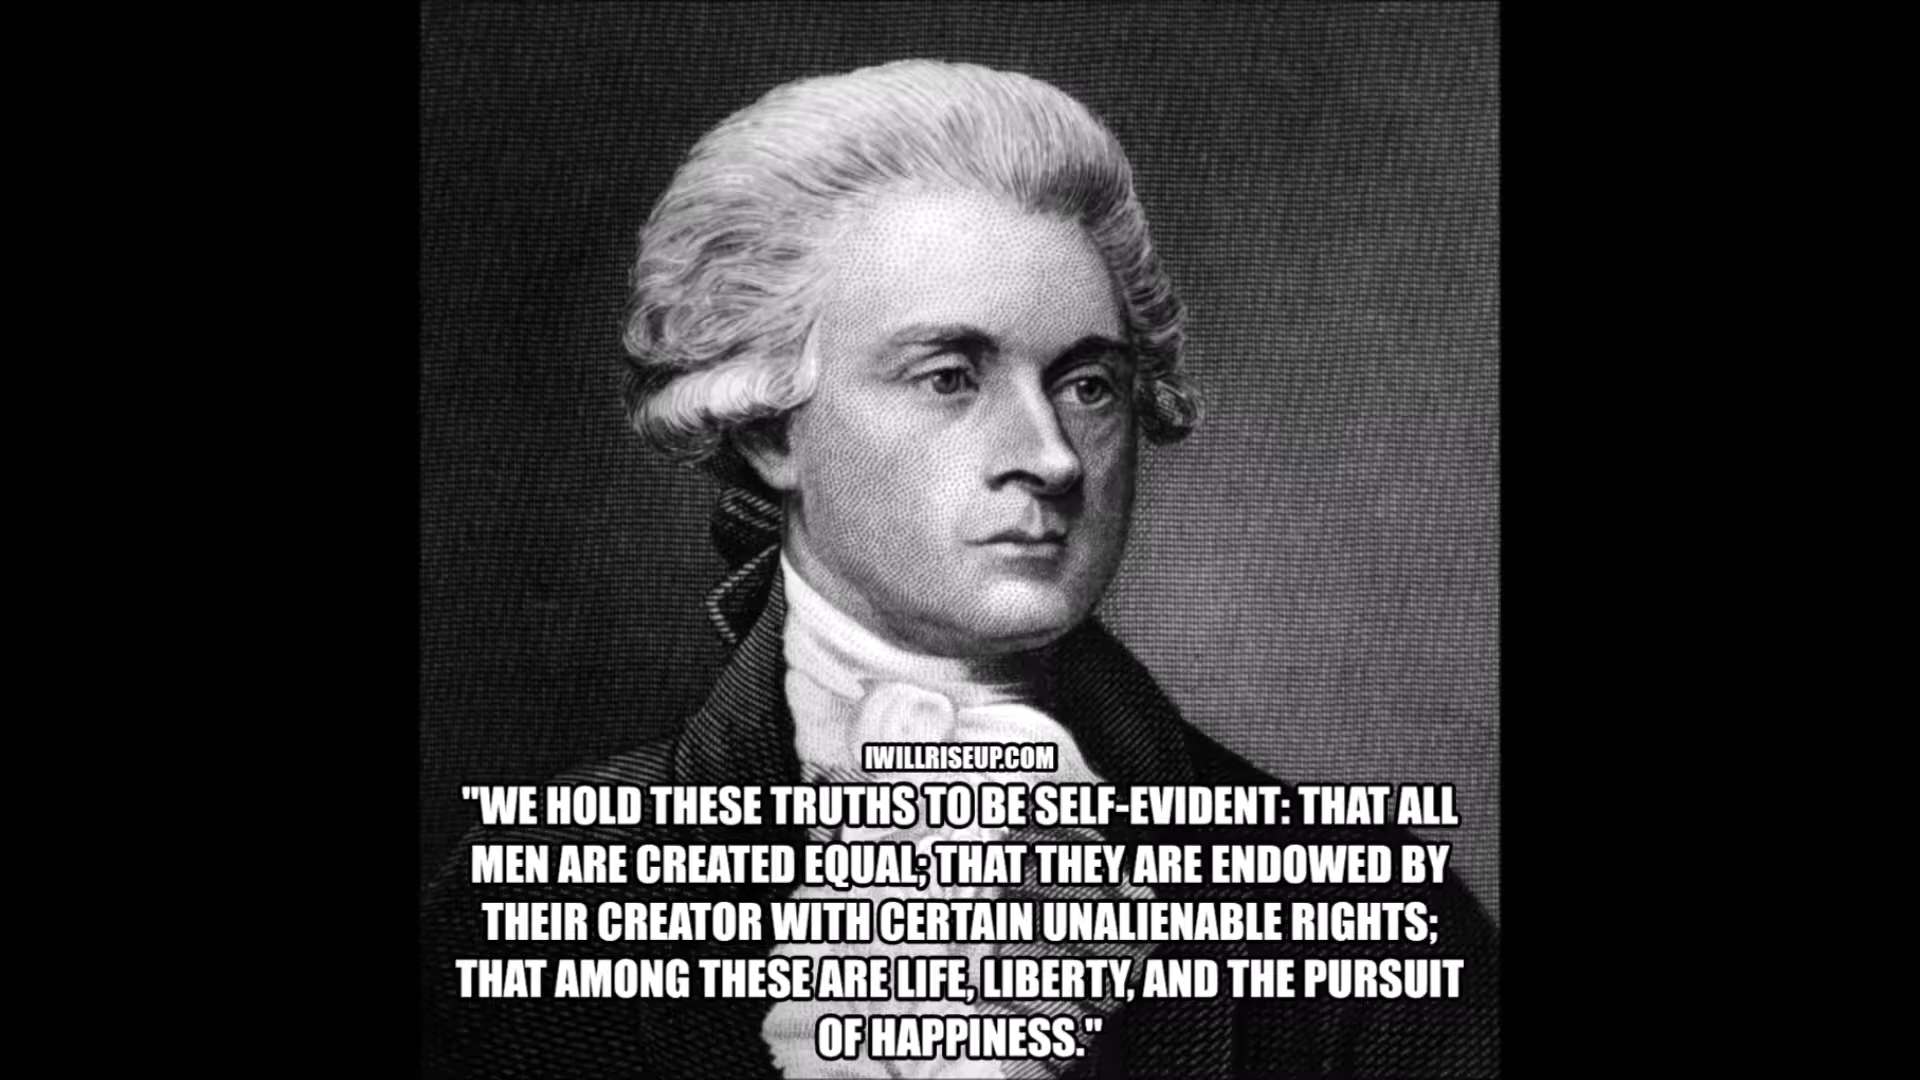 IWILLRISEUP.COM
"WE HOLD THESE TRUTHS TO BE SELF-EVIDENT: THAT ALL
MEN ARE CREATED EQUAL; THAT THEY ARE ENDOWED BY
THEIR CREATOR WITH CERTAIN UNALIENABLE RIGHTS;
THAT AMONG THESE ARE LIFE, LIBERTY, AND THE PURSUIT
OF HAPPINESS."